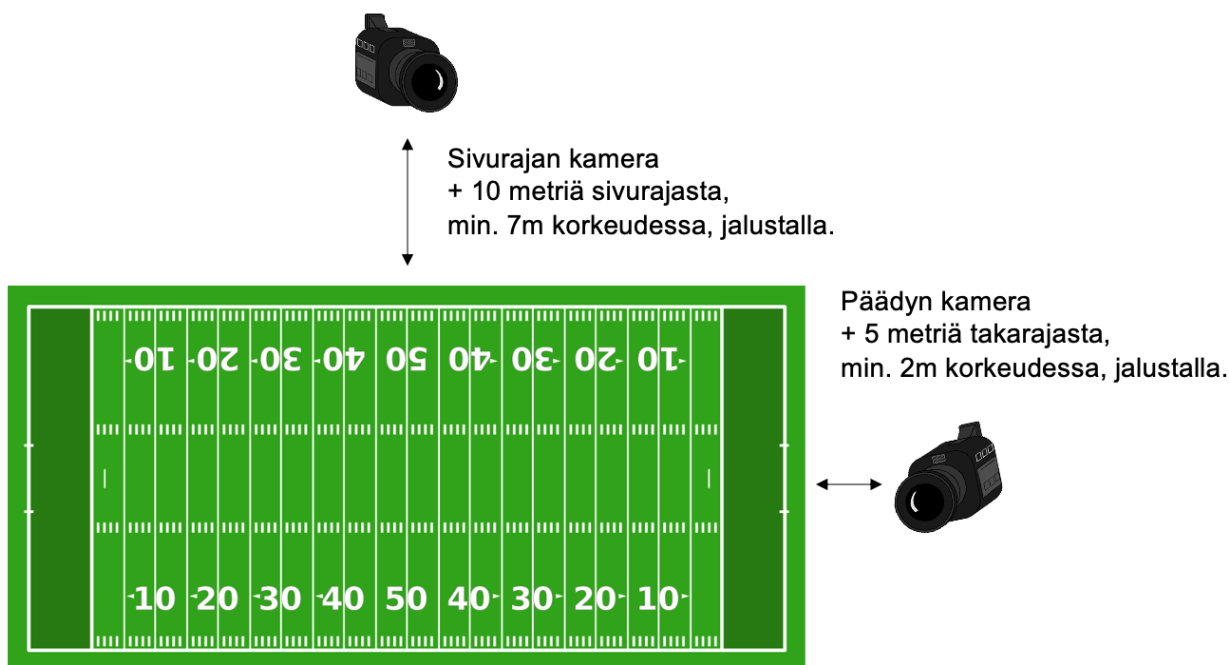 Sivurajan kamera
+ 10 metriä sivurajasta,
min. 7m korkeudessa, jalustalla.
Päädyn kamera
+ 5 metriä takarajasta,
min. 2m korkeudessa, jalustalla.
10 20 30 40 50 40 30 20 10
10 20 30 40 50 40 30 20 10